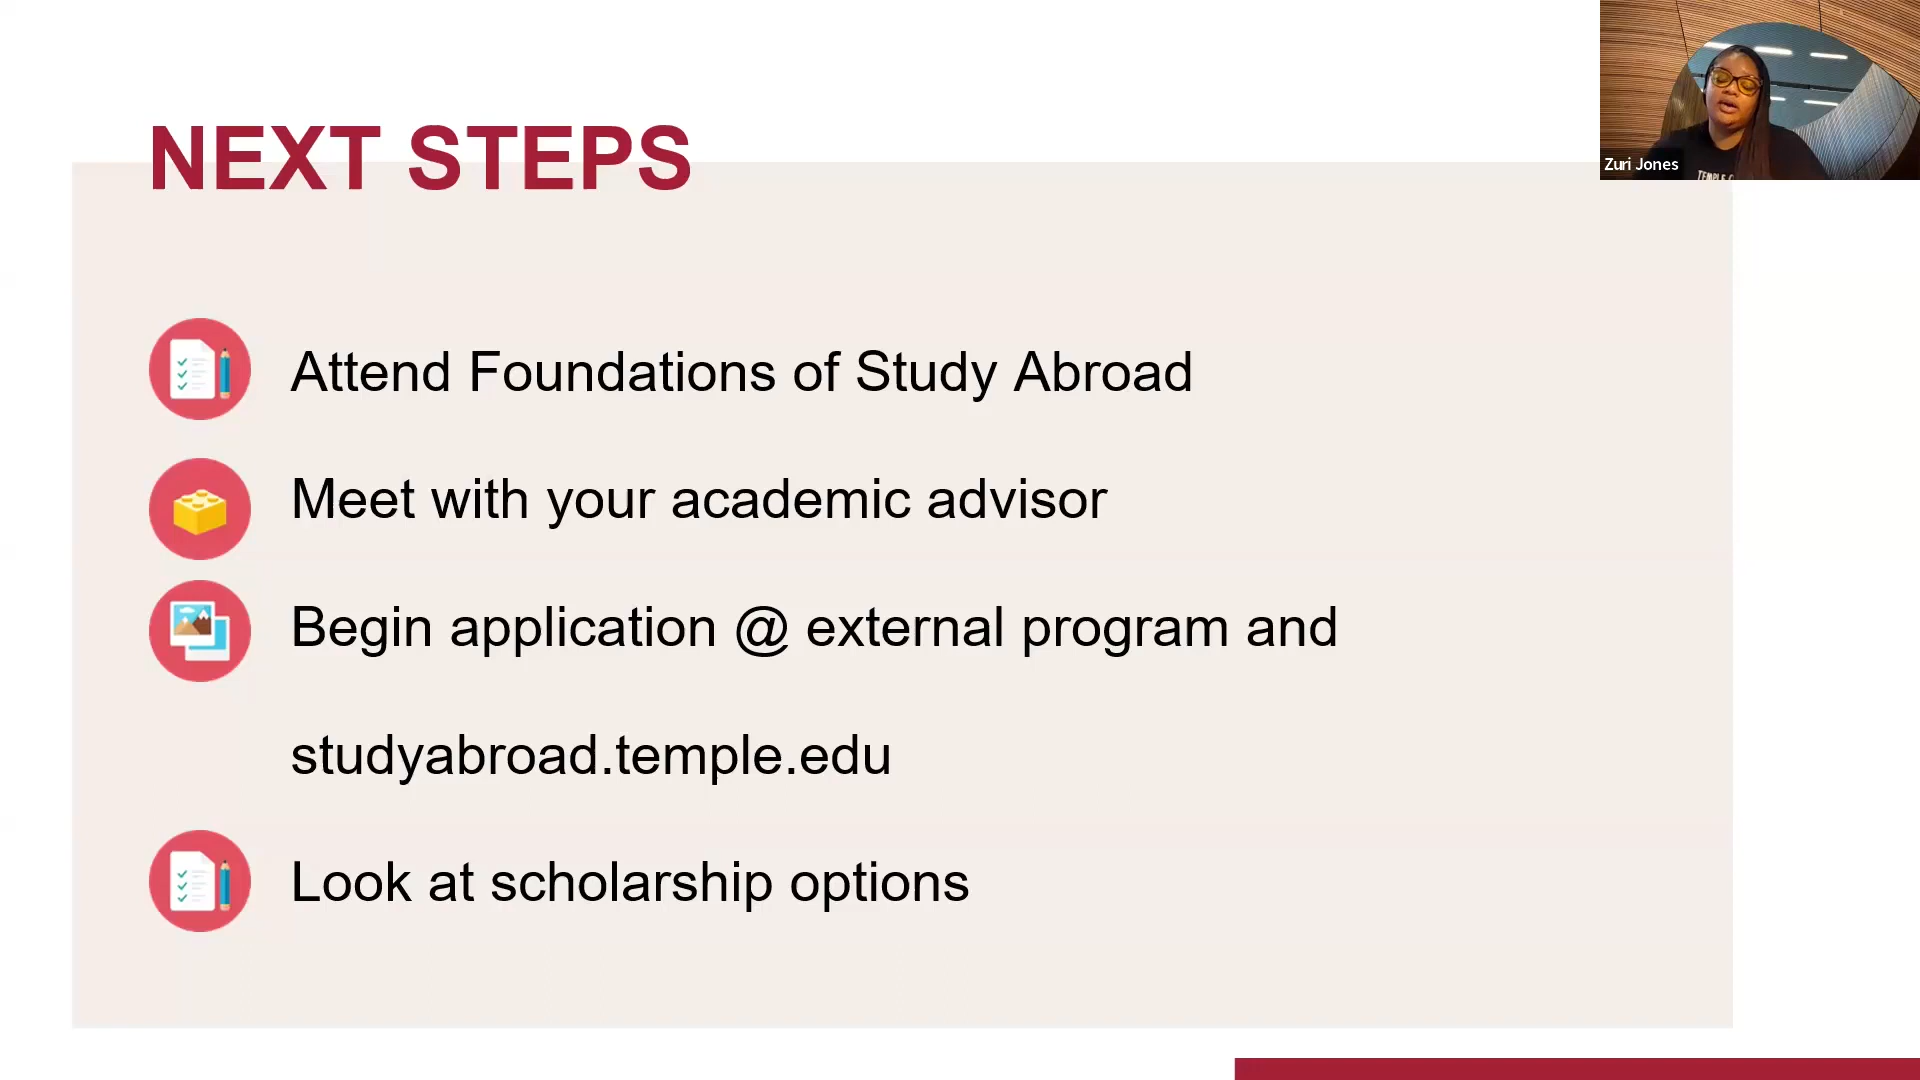 NEXT STEPS
Attend Foundations of Study Abroad
Meet with your academic advisor
Begin application @ external program and
studyabroad.temple.edu
Look at scholarship options
Zuri Jones
TEMPLE